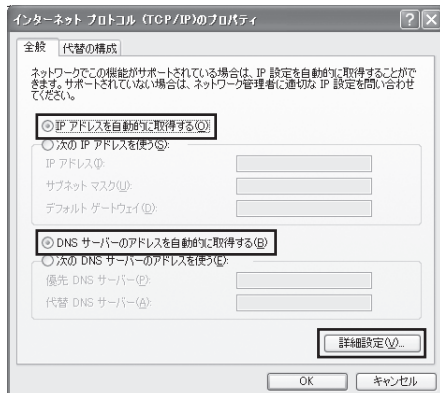 インターネット プロトコル (TCP/IP)のプロパティ
全般 代替の構成
ネットワークでこの機能がサポートされている場合は、IP 設定を自動的に取得することがで
きます。サポートされていない場合は、ネットワーク管理者に適切な IP 設定を問い合わせ
てください。
IP アドレスを自動的に取得する(O)
次の IP アドレスを使う(S):
IP アドレス(I):
サブネット マスク(U):
デフォルト ゲートウェイ(D):
DNS サーバーのアドレスを自動的に取得する(B)
次の DNS サーバーのアドレスを使う(E):
優先 DNS サーバー(P):
代替 DNS サーバー(A):
詳細設定(V)...
OK キャンセル